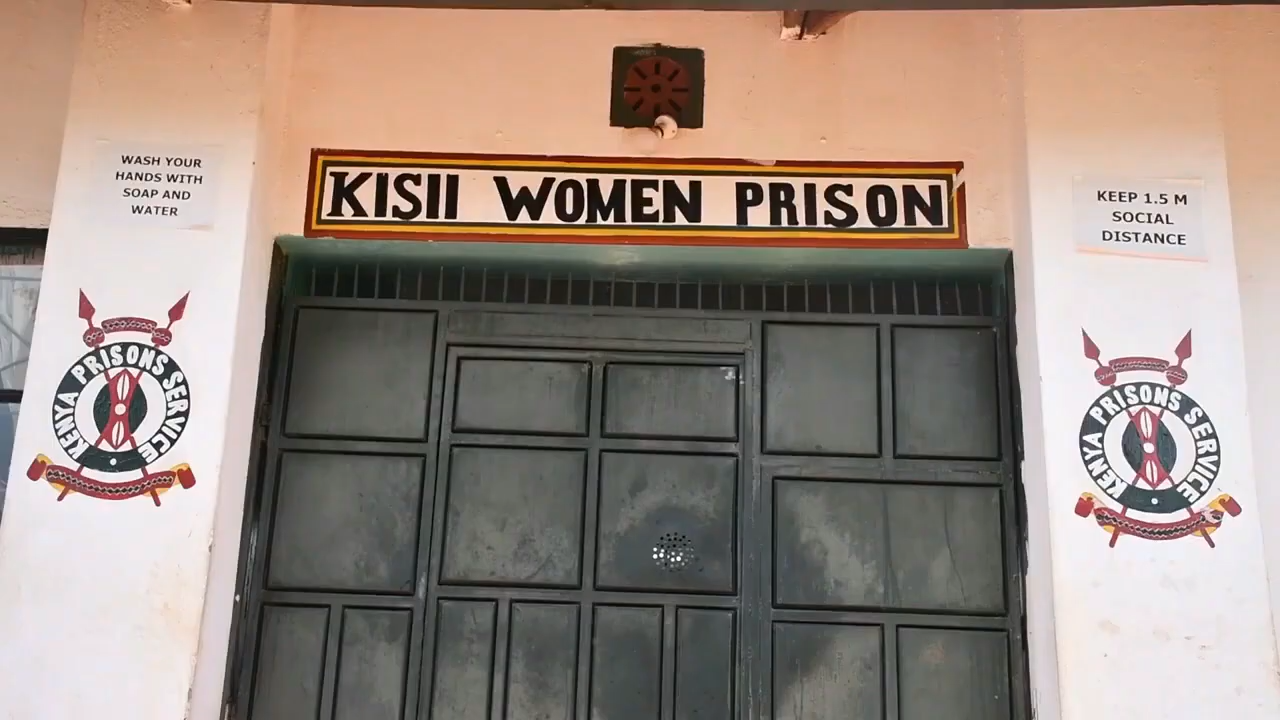 KISII WOMEN PRISON
WASH YOUR
HANDS WITH
SOAP AND
WATER
KEEP 1.5 M
SOCIAL
DISTANCE
KENYA PRISONS SERVICE
KENYA PRISONS SERVICE